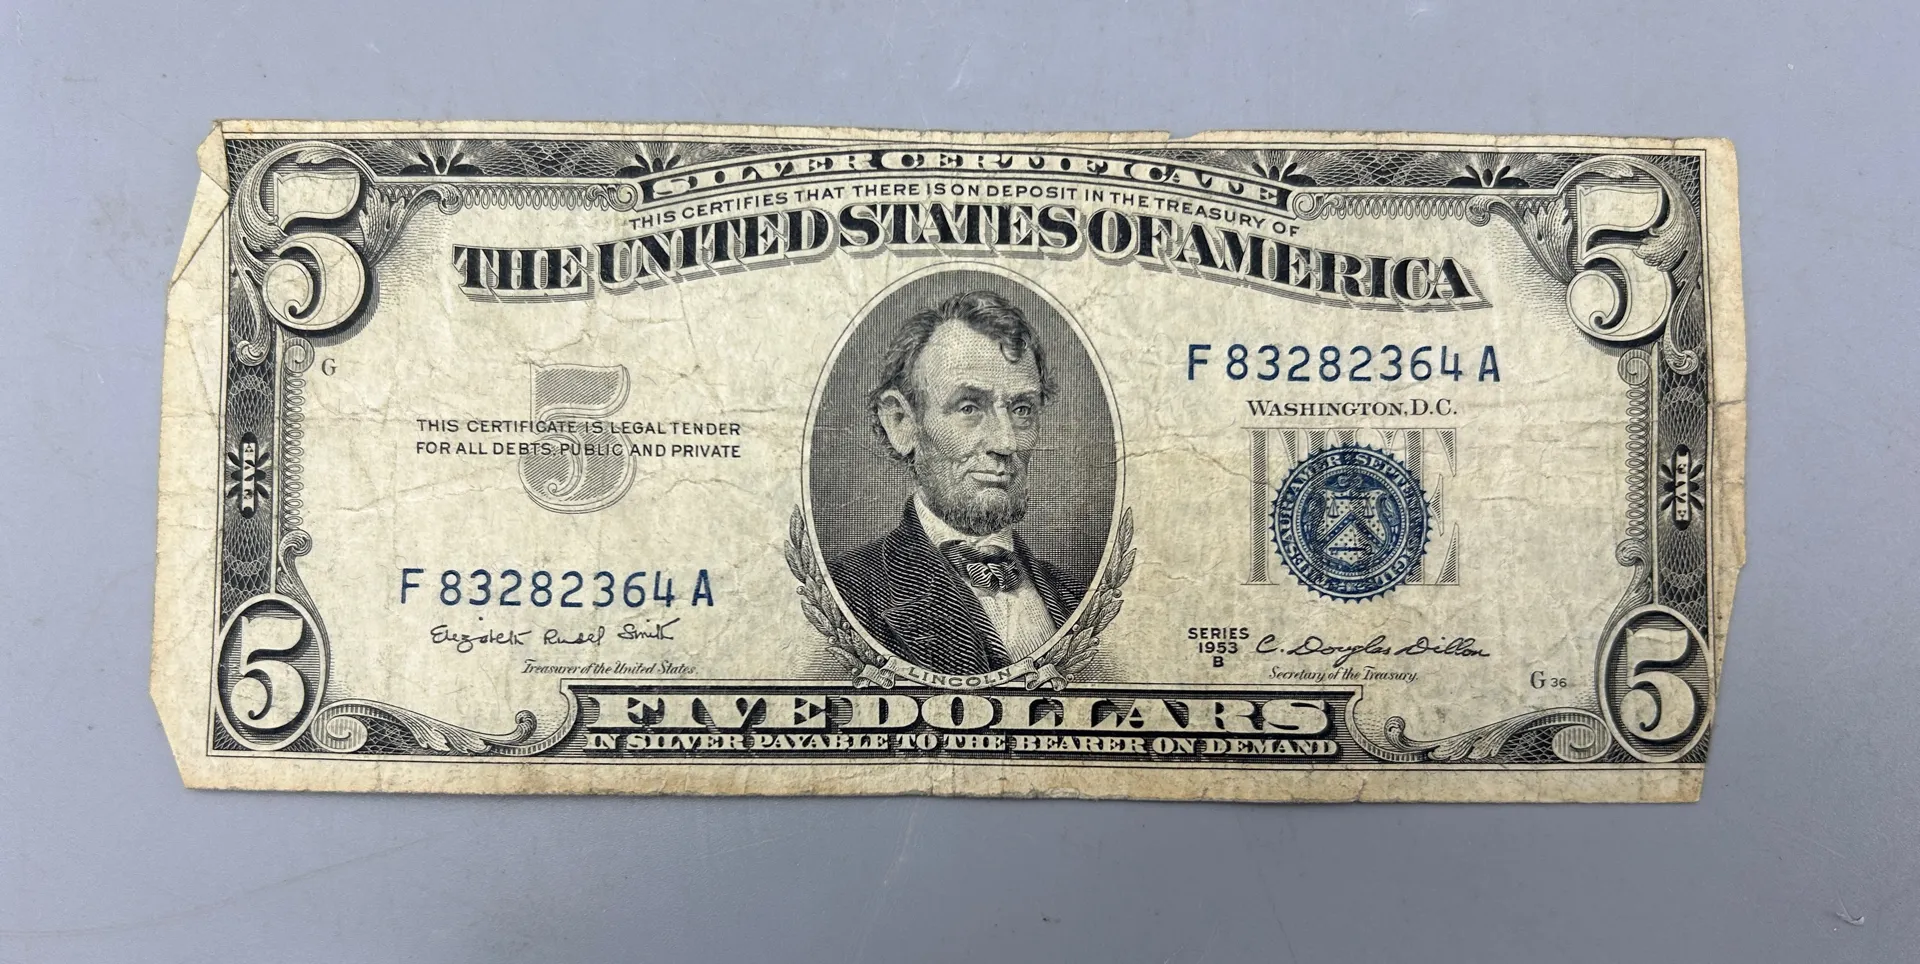 5 5
SILVER CERTIFICATE
THIS CERTIFIES THAT THERE IS ON DEPOSIT IN THE TREASURY OF
THE UNITED STATES OF AMERICA
G
F 83282364 A
WASHINGTON, D.C.
5
THIS CERTIFICATE IS LEGAL TENDER
FOR ALL DEBTS, PUBLIC AND PRIVATE
FIVE
FIVE
FIVE
F 83282364 A
Elizabeth Rudel Smith
Treasurer of the United States.
SERIES
1953
B
C. Douglas Dillon
Secretary of the Treasury.
G 36
LINCOLN
5 5
FIVE DOLLARS
IN SILVER PAYABLE TO THE BEARER ON DEMAND